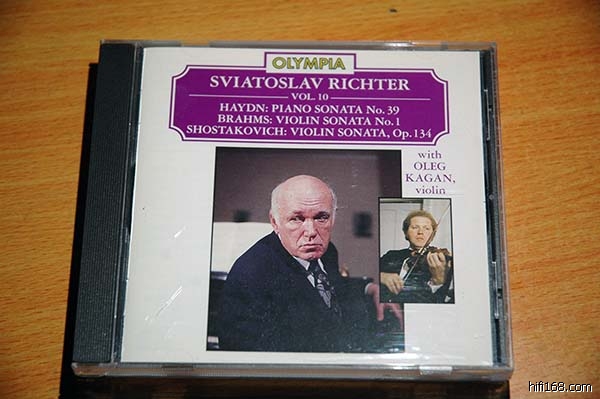 OLYMPIA
SVIATOSLAV RICHTER
VOL. 10
HAYDN: PIANO SONATA No. 39
BRAHMS: VIOLIN SONATA No. 1
SHOSTAKOVICH: VIOLIN SONATA, Op. 134
with
OLEG
KAGAN,
violin
hifi168.com